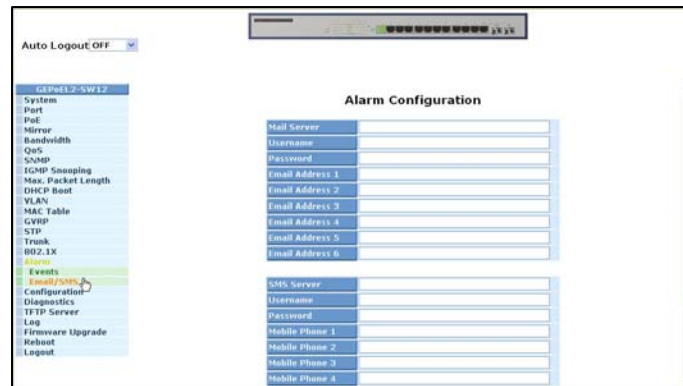 Auto Logout OFF
GEPoEL2-SW12
System
Port
PoE
Mirror
Bandwidth
QoS
SNMP
IGMP Snooping
Max. Packet Length
DHCP Boot
VLAN
MAC Table
GVRP
STP
Trunk
802.1X
Alarm
Events
Email/SMS
Configuration
Diagnostics
TFTP Server
Log
Firmware Upgrade
Reboot
Logout
Alarm Configuration
Mail Server
Username
Password
Email Address 1
Email Address 2
Email Address 3
Email Address 4
Email Address 5
Email Address 6
SMS Server
Username
Password
Mobile Phone 1
Mobile Phone 2
Mobile Phone 3
Mobile Phone 4